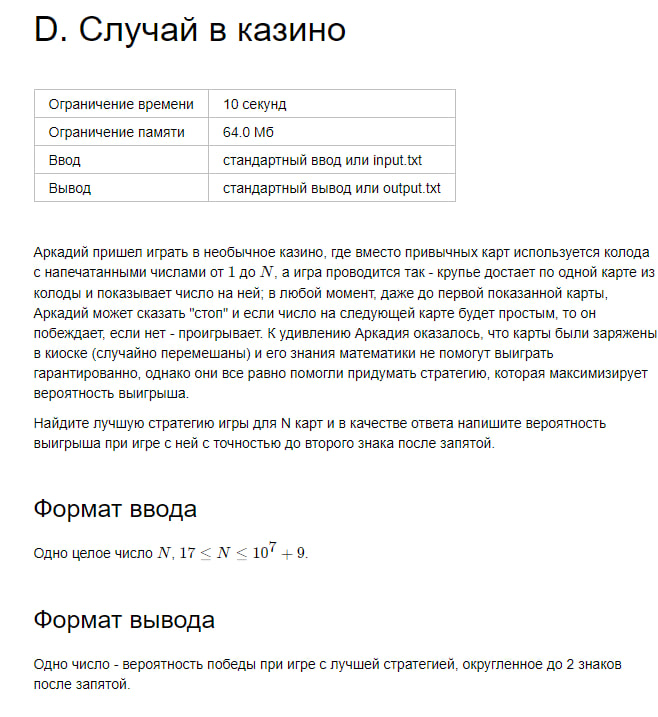 D. Случай в казино
Ограничение времени 10 секунд
Ограничение памяти 64.0 Мб
Ввод стандартный ввод или input.txt
Вывод стандартный вывод или output.txt
Аркадий пришел играть в необычное казино, где вместо привычных карт используется колода
с напечатанными числами от 1 до N, а игра проводится так - крупье достает по одной карте из
колоды и показывает число на ней; в любой момент, даже до первой показанной карты,
Аркадий может сказать "стоп" и если число на следующей карте будет простым, то он
побеждает, если нет - проигрывает. К удивлению Аркадия оказалось, что карты были заряжены
в киоске (случайно перемешаны) и его знания математики не помогут выиграть
гарантированно, однако они все равно помогли придумать стратегию, которая максимизирует
вероятность выигрыша.
Найдите лучшую стратегию игры для N карт и в качестве ответа напишите вероятность
выигрыша при игре с ней с точностью до второго знака после запятой.
Формат ввода
Одно целое число N, 17 ≤ N ≤ 10⁷ + 9.
Формат вывода
Одно число - вероятность победы при игре с лучшей стратегией, округленное до 2 знаков
после запятой.